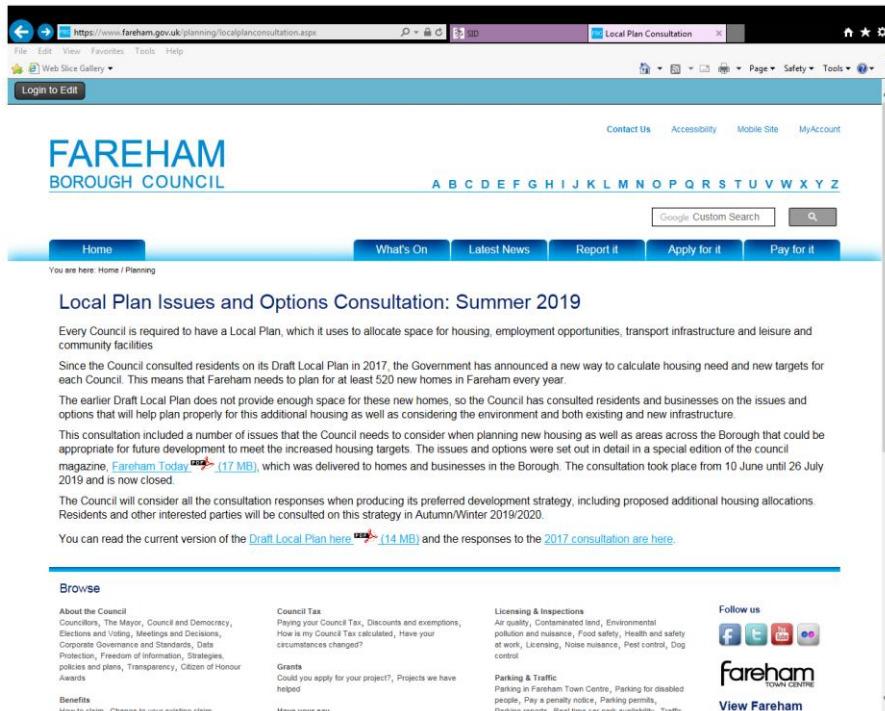 https://www.fareham.gov.uk/planning/localplanconsultation.aspx
SID
Local Plan Consultation
File Edit View Favorites Tools Help
Web Slice Gallery
Page Safety Tools
Login to Edit
Contact Us Accessibility Mobile Site MyAccount
FAREHAM
BOROUGH COUNCIL
A B C D E F G H I J K L M N O P Q R S T U V W X Y Z
Google Custom Search
Home What's On Latest News Report it Apply for it Pay for it
You are here: Home / Planning
Local Plan Issues and Options Consultation: Summer 2019
Every Council is required to have a Local Plan, which it uses to allocate space for housing, employment opportunities, transport infrastructure and leisure and
community facilities
Since the Council consulted residents on its Draft Local Plan in 2017, the Government has announced a new way to calculate housing need and new targets for
each Council. This means that Fareham needs to plan for at least 520 new homes in Fareham every year.
The earlier Draft Local Plan does not provide enough space for these new homes, so the Council has consulted residents and businesses on the issues and
options that will help plan properly for this additional housing as well as considering the environment and both existing and new infrastructure.
This consultation included a number of issues that the Council needs to consider when planning new housing as well as areas across the Borough that could be
appropriate for future development to meet the increased housing targets. The issues and options were set out in detail in a special edition of the council
magazine, Fareham Today PDF (17 MB), which was delivered to homes and businesses in the Borough. The consultation took place from 10 June until 26 July
2019 and is now closed.
The Council will consider all the consultation responses when producing its preferred development strategy, including proposed additional housing allocations.
Residents and other interested parties will be consulted on this strategy in Autumn/Winter 2019/2020.
You can read the current version of the Draft Local Plan here PDF (14 MB) and the responses to the 2017 consultation are here.
Browse
About the Council
Councillors, The Mayor, Council and Democracy,
Elections and Voting, Meetings and Decisions,
Corporate Governance and Standards, Data
Protection, Freedom of Information, Strategies,
policies and plans, Transparency, Citizen of Honour
Awards
Benefits
How to claim, Change to your existing claim
Council Tax
Paying your Council Tax, Discounts and exemptions,
How is my Council Tax calculated, Have your
circumstances changed?
Grants
Could you apply for your project?, Projects we have
helped
Have your say
Licensing & Inspections
Air quality, Contaminated land, Environmental
pollution and nuisance, Food safety, Health and safety
at work, Licensing, Noise nuisance, Pest control, Dog
control
Parking & Traffic
Parking in Fareham Town Centre, Parking for disabled
people, Pay a penalty notice, Parking permits,
Parking reports, Real time car park availability, Traffic
Follow us
fareham
TOWN CENTRE
View Fareham